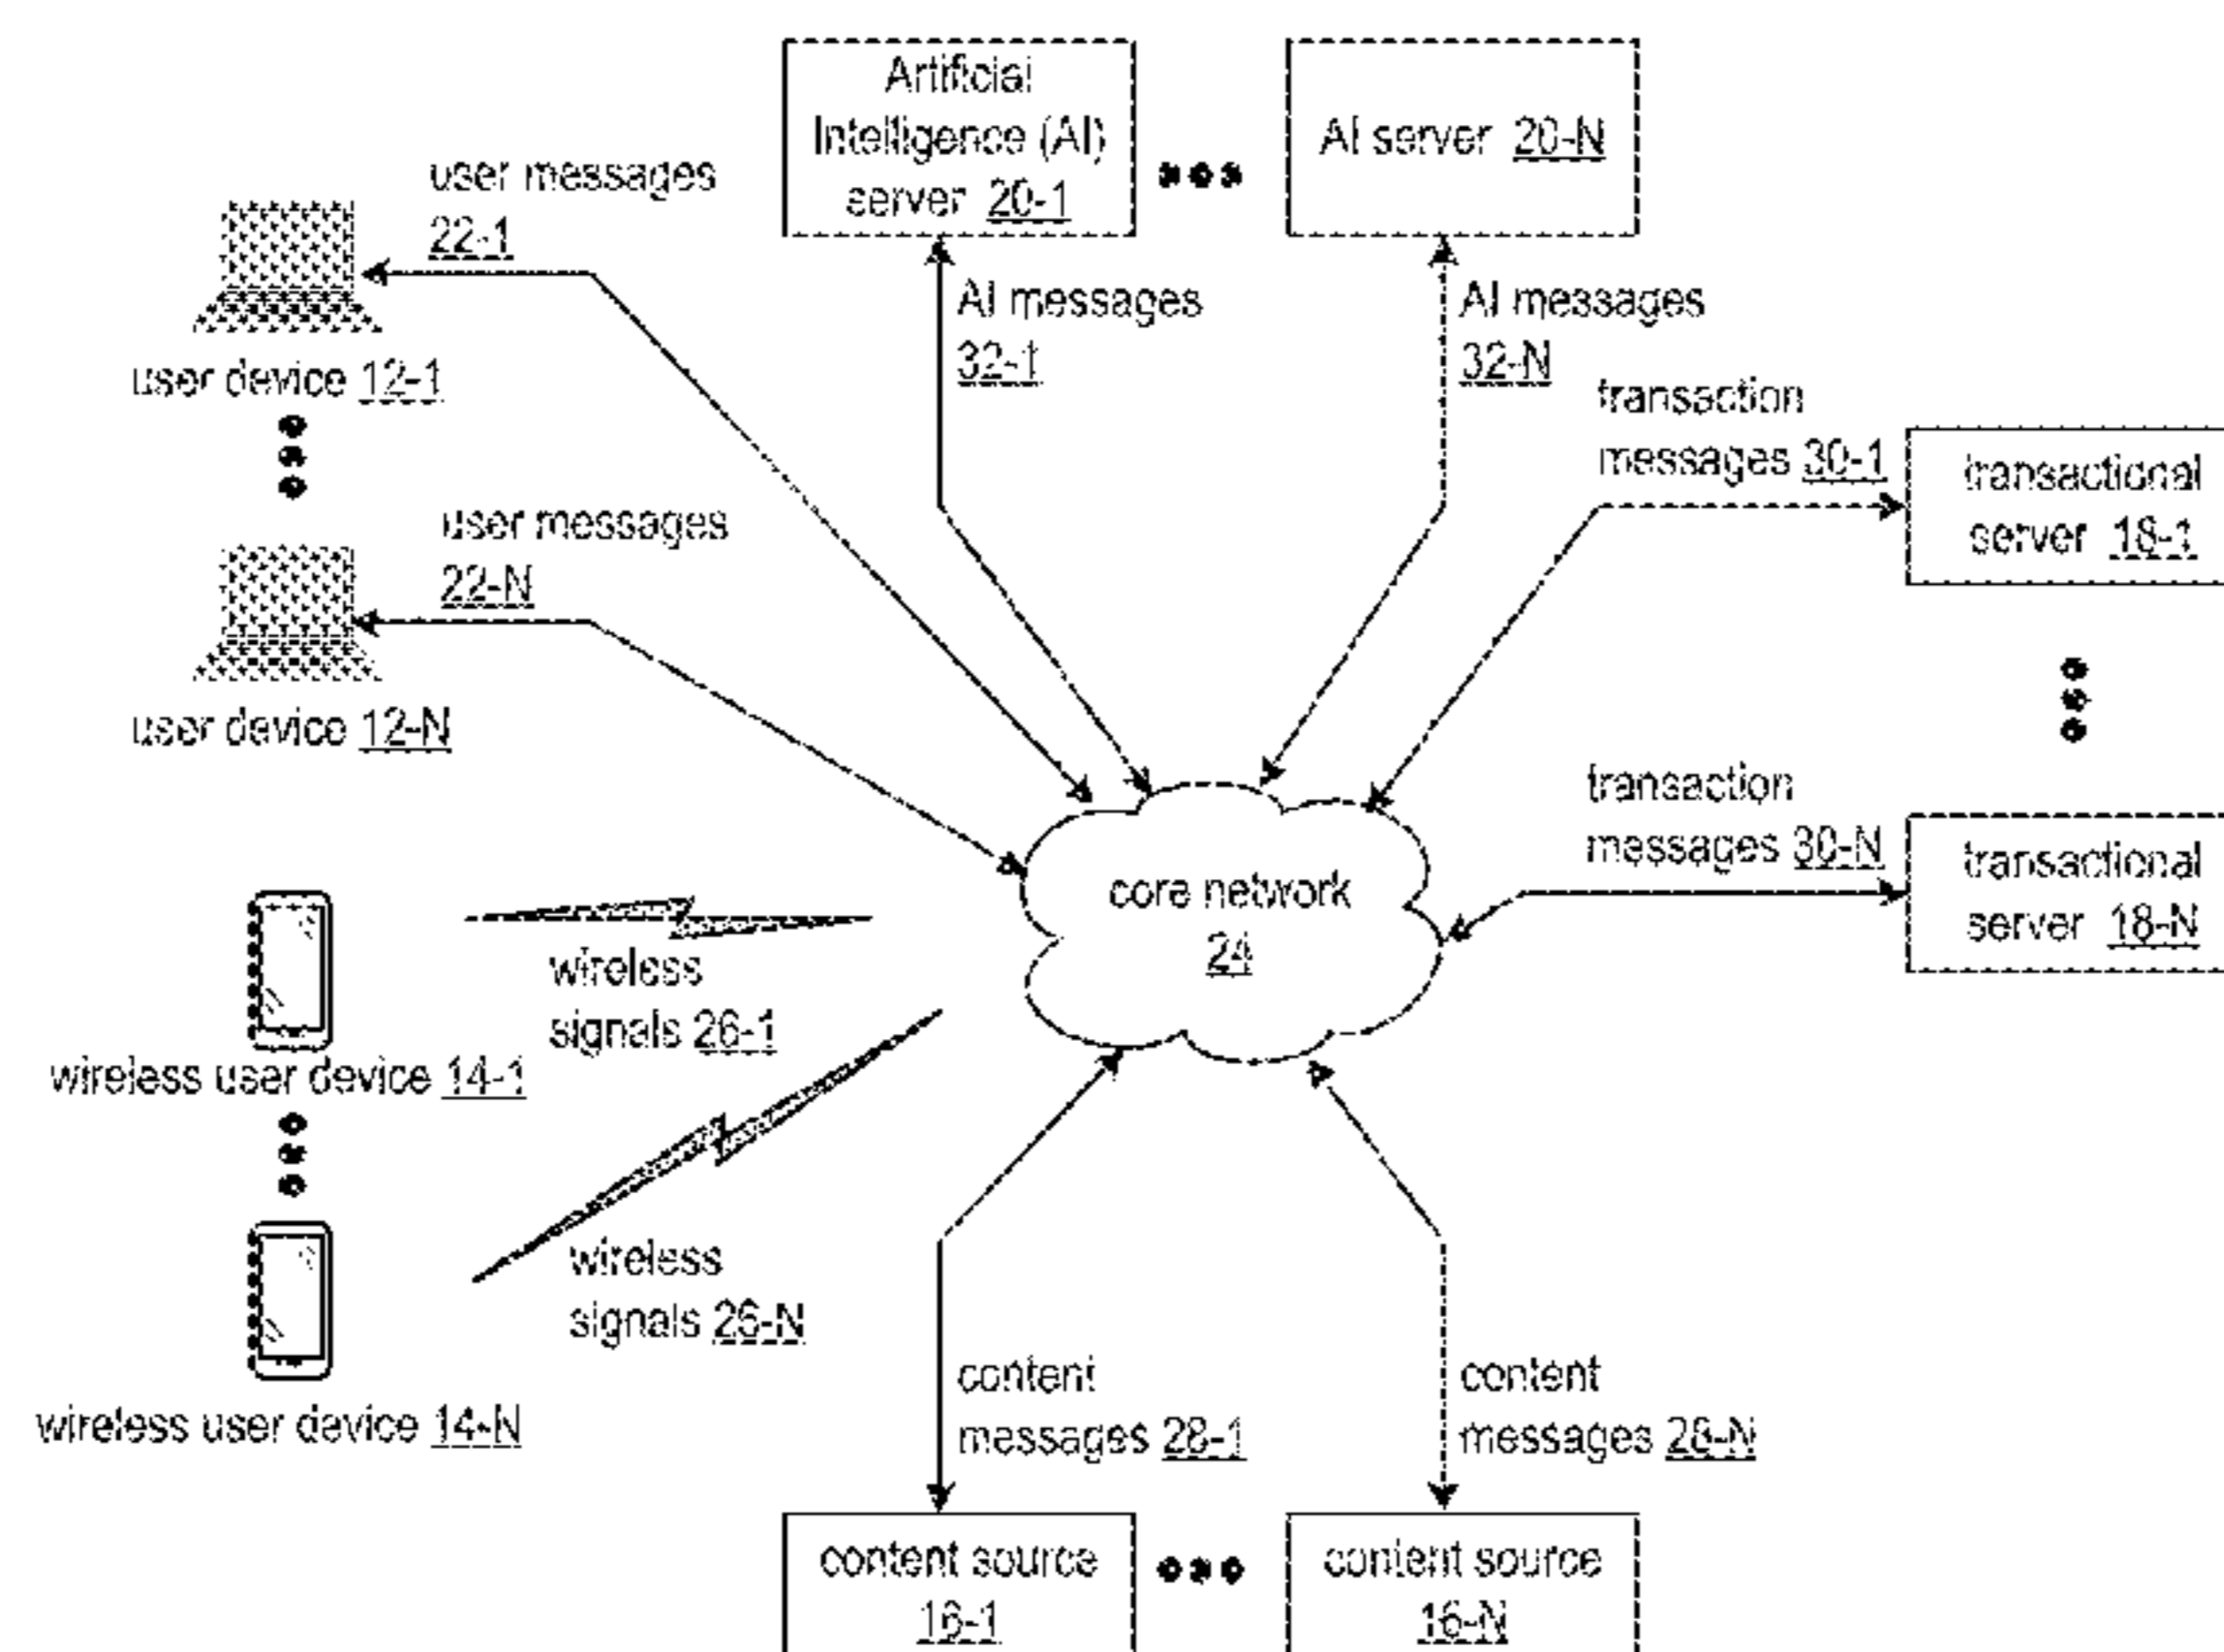 Artificial
Intelligence (AI)
server 20-1
AI server 20-N
user messages
22-1
AI messages
32-1
AI messages
32-N
user device 12-1
transaction
messages 30-1
transactional
server 18-1
user messages
22-N
user device 12-N
transaction
messages 30-N
transactional
server 18-N
core network
24
wireless
signals 26-1
wireless user device 14-1
wireless
signals 26-N
wireless user device 14-N
content
messages 28-1
content
messages 28-N
content source
16-1
content source
16-N